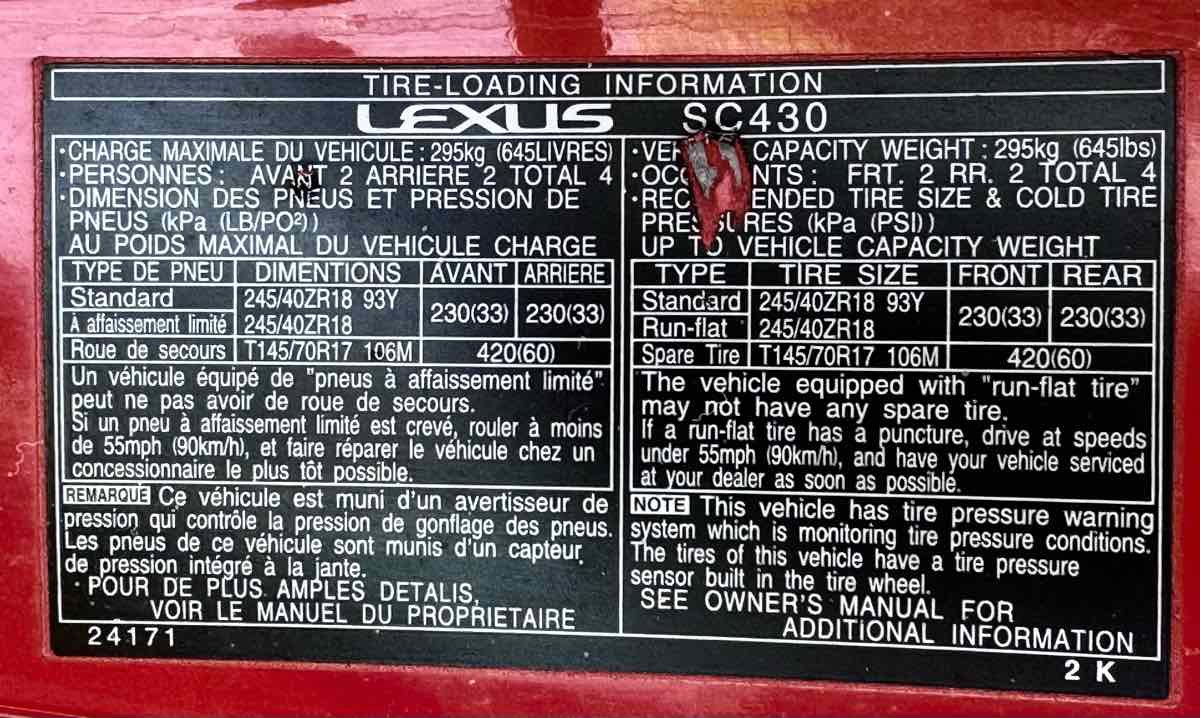 TIRE-LOADING INFORMATION
LEXUS SC430
·CHARGE MAXIMALE DU VEHICULE : 295kg (645LIVRES)
·PERSONNES : AVANT 2 ARRIERE 2 TOTAL 4
·DIMENSION DES PNEUS ET PRESSION DE
PNEUS (kPa (LB/PO²))
AU POIDS MAXIMAL DU VEHICULE CHARGE
TYPE DE PNEU DIMENTIONS AVANT ARRIERE
Standard 245/40ZR18 93Y 230(33) 230(33)
À affaissement limité 245/40ZR18
Roue de secours T145/70R17 106M 420(60)
Un véhicule équipé de "pneus à affaissement limité"
peut ne pas avoir de roue de secours.
Si un pneu à affaissement limité est crevé, rouler à moins
de 55mph (90km/h), et faire réparer le véhicule chez un
concessionnaire le plus tôt possible.
REMARQUE Ce véhicule est muni d'un avertisseur de
pression qui contrôle la pression de gonflage des pneus.
Les pneus de ce véhicule sont munis d'un capteur
de pression intégré à la jante.
· POUR DE PLUS AMPLES DETALIS,
VOIR LE MANUEL DU PROPRIETAIRE
24171
CAPACITY WEIGHT : 295kg (645lbs)
FRT. 2 RR. 2 TOTAL 4
TIRE SIZE & COLD TIRE
PRESSURES (kPa (PSI))
UP TO VEHICLE CAPACITY WEIGHT
TYPE TIRE SIZE FRONT REAR
Standard 245/40ZR18 93Y 230(33) 230(33)
Run-flat 245/40ZR18
Spare Tire T145/70R17 106M 420(60)
The vehicle equipped with "run-flat tire"
may not have any spare tire.
If a run-flat tire has a puncture, drive at speeds
under 55mph (90km/h), and have your vehicle serviced
at your dealer as soon as possible.
NOTE This vehicle has tire pressure warning
system which is monitoring tire pressure conditions.
The tires of this vehicle have a tire pressure
sensor built in the tire wheel.
SEE OWNER'S MANUAL FOR
ADDITIONAL INFORMATION
2 K